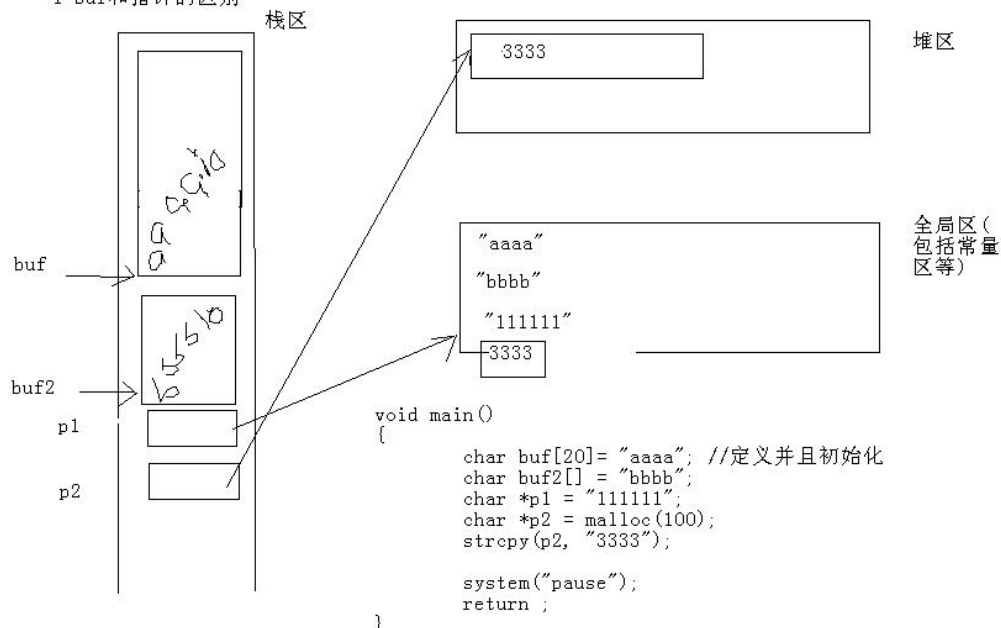 栈区
3333
堆区
a a a a \0
"aaaa"
全局区(
包括常量
区等)
buf
"bbbb"
"111111"
b b b b \0
3333
buf2
p1
p2
void main()
{
char buf[20]= "aaaa"; //定义并且初始化
char buf2[] = "bbbb";
char *p1 = "111111";
char *p2 = malloc(100);
strcpy(p2, "3333");
system("pause");
return ;
}